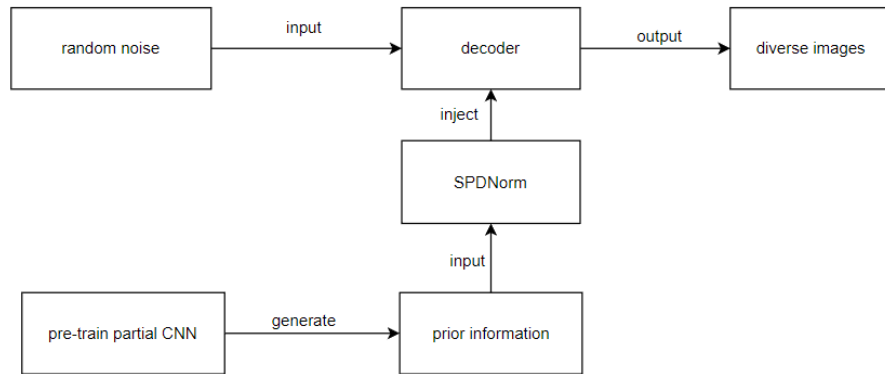 random noise
input
decoder
output
diverse images
inject
SPDNorm
input
pre-train partial CNN
generate
prior information